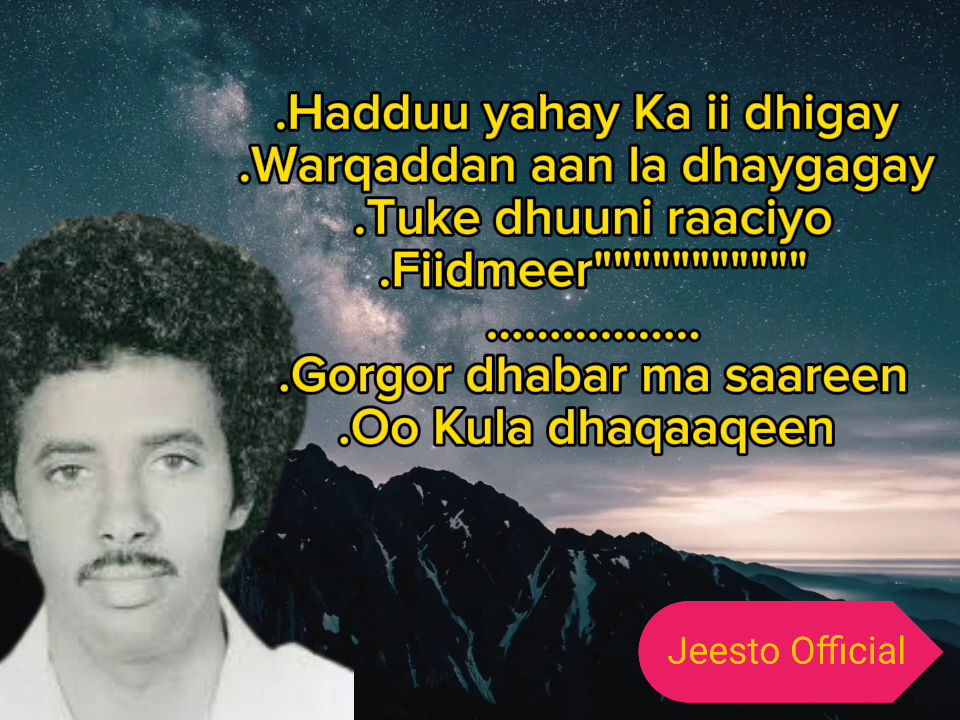 .Hadduu yahay Ka ii dhigay
.Warqaddan aan la dhaygagay
.Tuke dhuuni raaciyo
.Fiidmeer"""""""""""
.................
.Gorgor dhabar ma saareen
.Oo Kula dhaqaaqeen
Jeesto Official